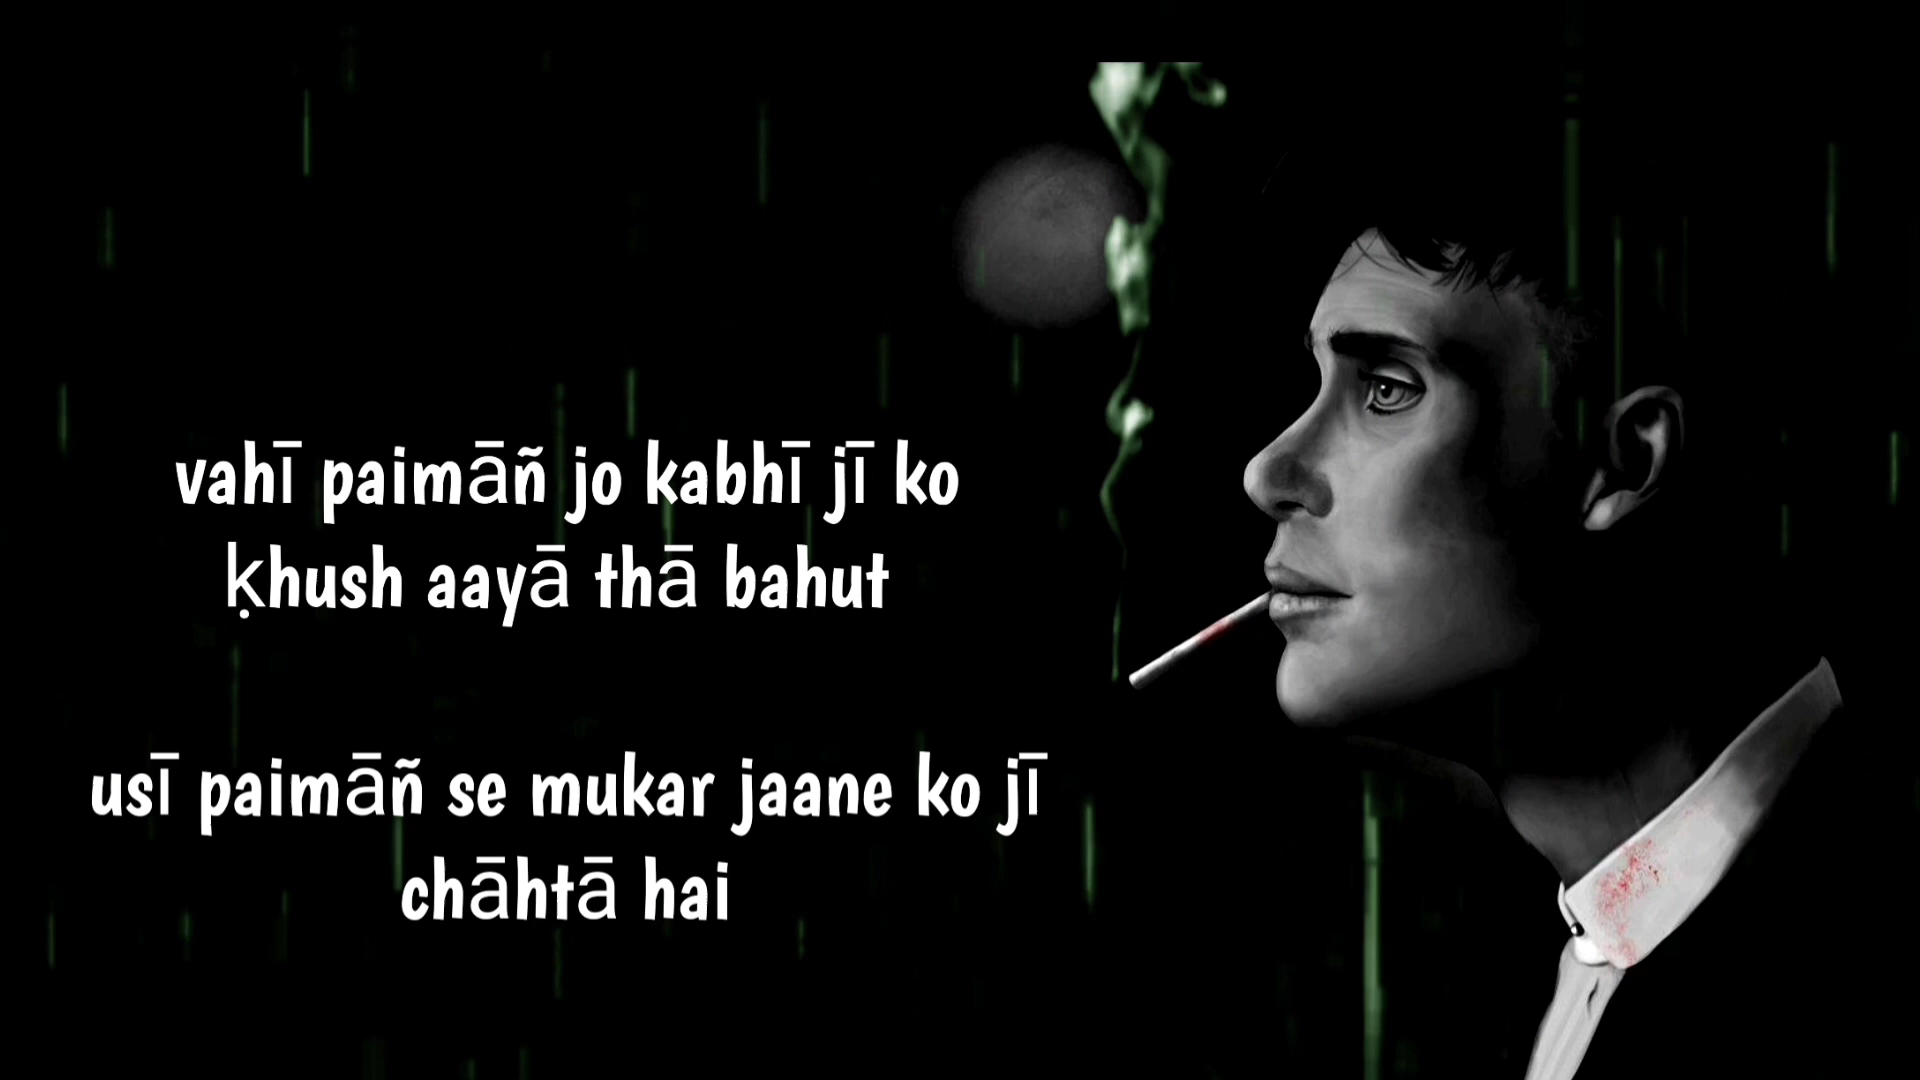 vahī paimāñ jo kabhī jī ko
ḳhush aayā thā bahut
usī paimāñ se mukar jaane ko jī
chāhtā hai